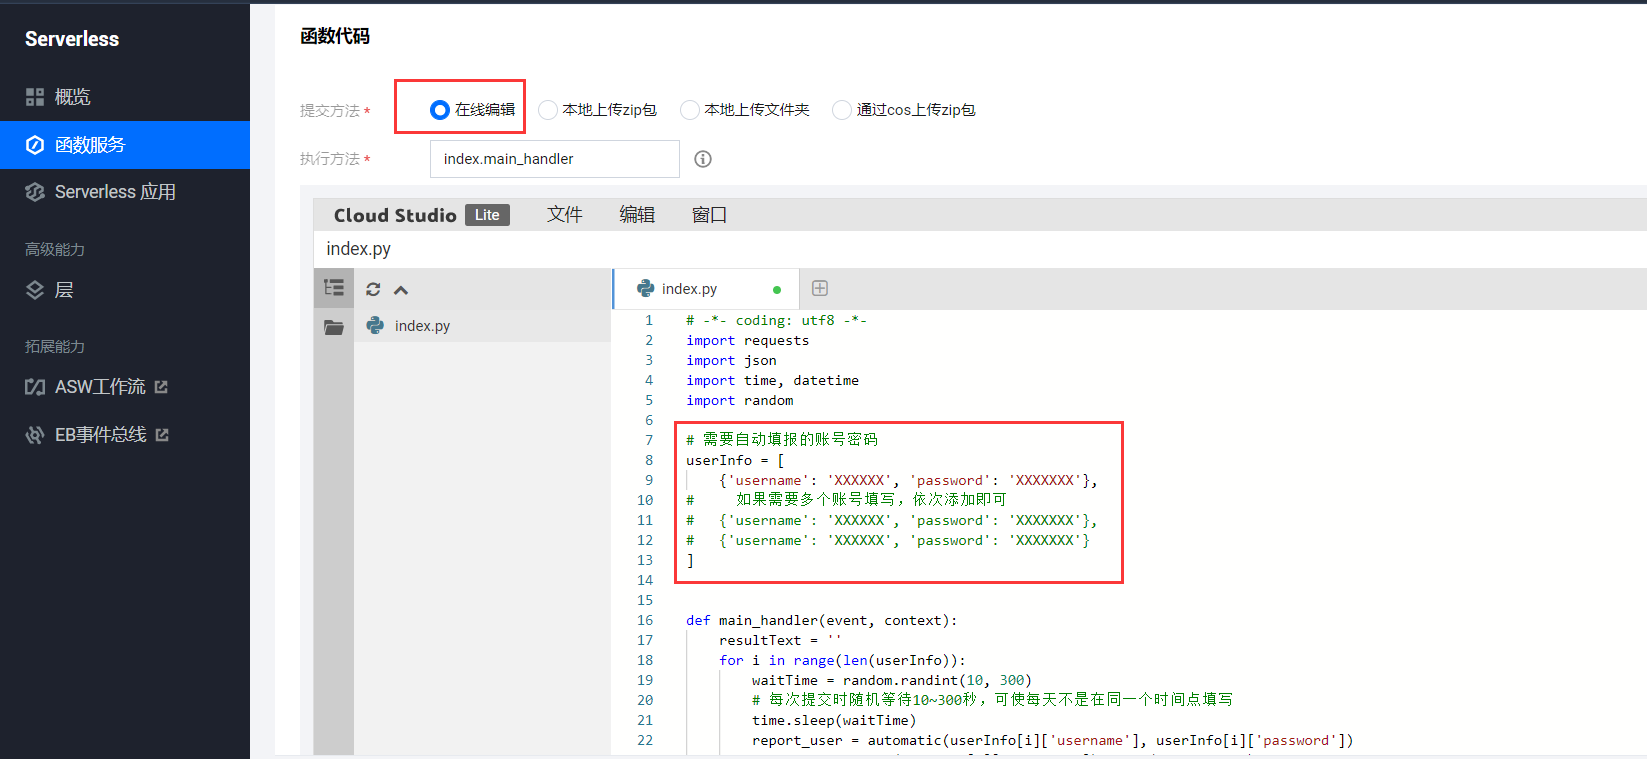 Serverless
概览
函数服务
Serverless 应用
高级能力
层
拓展能力
ASW工作流
EB事件总线
函数代码
提交方法 *
在线编辑 本地上传zip包 本地上传文件夹 通过cos上传zip包
执行方法 *
index.main_handler
Cloud Studio Lite 文件 编辑 窗口
index.py
index.py
index.py
1 # -*- coding: utf8 -*-
2 import requests
3 import json
4 import time, datetime
5 import random
6
7 # 需要自动填报的账号密码
8 userInfo = [
9 {'username': 'XXXXXX', 'password': 'XXXXXXX'},
10 # 如果需要多个账号填写，依次添加即可
11 # {'username': 'XXXXXX', 'password': 'XXXXXXX'},
12 # {'username': 'XXXXXX', 'password': 'XXXXXXX'}
13 ]
14
15
16 def main_handler(event, context):
17 resultText = ''
18 for i in range(len(userInfo)):
19 waitTime = random.randint(10, 300)
20 # 每次提交时随机等待10~300秒，可使每天不是在同一个时间点填写
21 time.sleep(waitTime)
22 report_user = automatic(userInfo[i]['username'], userInfo[i]['password'])